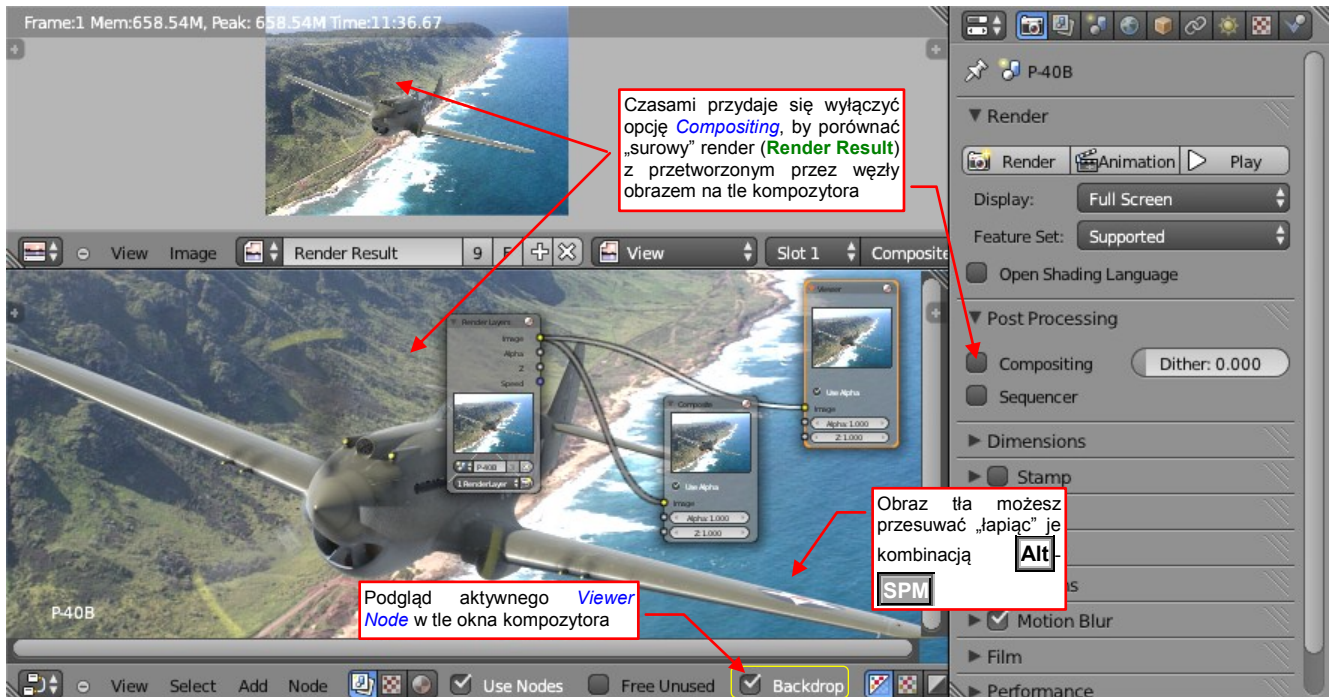 Frame:1 Mem:658.54M, Peak: 658.54M Time:11:36.67
Czasami przydaje się wyłączyć
opcję Compositing, by porównać
„surowy” render (Render Result)
z przetworzonym przez węzły
obrazem na tle kompozytora
View Image Render Result 9 F View Slot 1 Composite
Render Layers
Image
Alpha
Z
Speed
P-40B
1 RenderLayer
Composite
Use Alpha
Image
Alpha: 1.000
Z: 1.000
Viewer
Use Alpha
Image
Alpha: 1.000
Z: 1.000
Obraz tła możesz
przesuwać „łapiąc” je
kombinacją Alt-
SPM
Podgląd aktywnego Viewer
Node w tle okna kompozytora
P-40B
View Select Add Node Use Nodes Free Unused Backdrop
P-40B
Render
Render Animation Play
Display: Full Screen
Feature Set: Supported
Open Shading Language
Post Processing
Compositing Dither: 0.000
Sequencer
Dimensions
Stamp
Motion Blur
Film
Performance